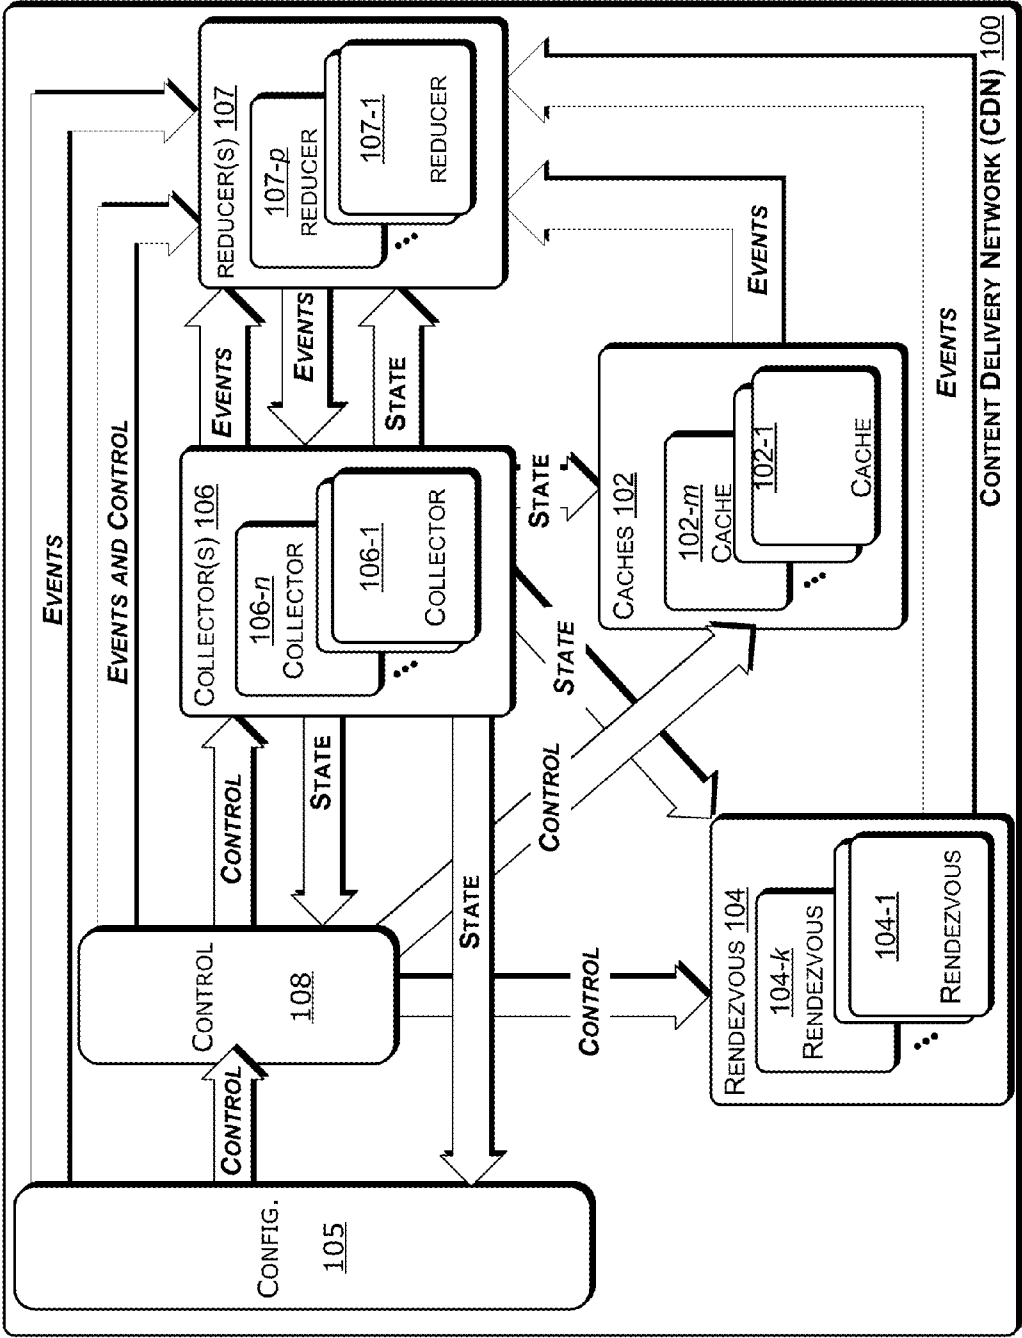 CONTENT DELIVERY NETWORK (CDN) 100
EVENTS
EVENTS AND CONTROL
CONFIG.
105
CONTROL
CONTROL
108
CONTROL
STATE
STATE
COLLECTOR(S) 106
106-n
COLLECTOR
106-1
COLLECTOR
...
EVENTS
EVENTS
STATE
REDUCER(S) 107
107-p
REDUCER
107-1
REDUCER
...
CONTROL
CONTROL
STATE
STATE
CACHES 102
102-m
CACHE
102-1
CACHE
...
EVENTS
RENDEZVOUS 104
104-k
RENDEZVOUS
104-1
RENDEZVOUS
...
EVENTS